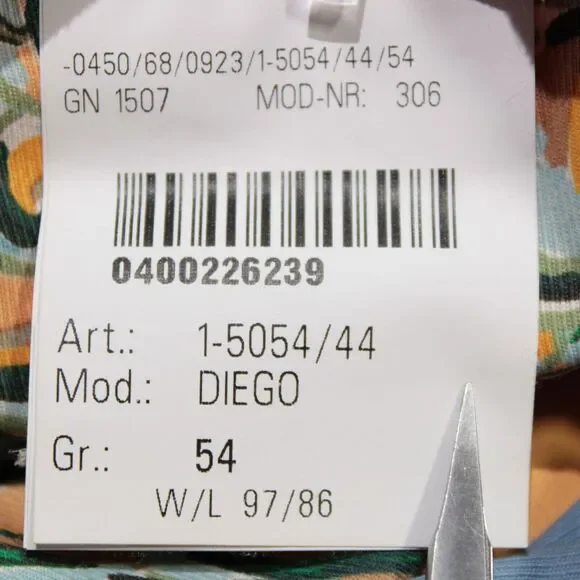 -0450/68/0923/1-5054/44/54
GN 1507 MOD-NR: 306
0400226239
Art.: 1-5054/44
Mod.: DIEGO
Gr.: 54
W/L 97/86